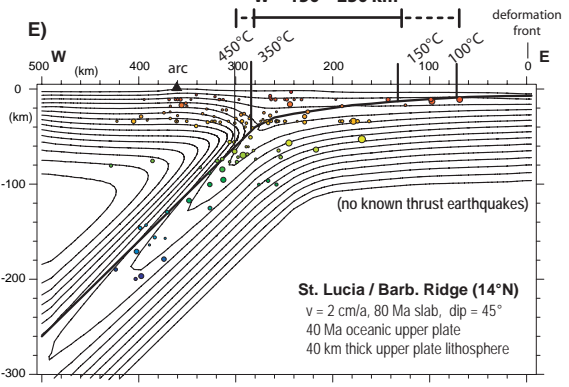 deformation
front
E)
W
E
(km)
arc
450°C
350°C
150°C
100°C
500
400
300
200
100
0
0
(km)
-100
-200
-300
(no known thrust earthquakes)
St. Lucia / Barb. Ridge (14°N)
v = 2 cm/a, 80 Ma slab, dip = 45°
40 Ma oceanic upper plate
40 km thick upper plate lithosphere